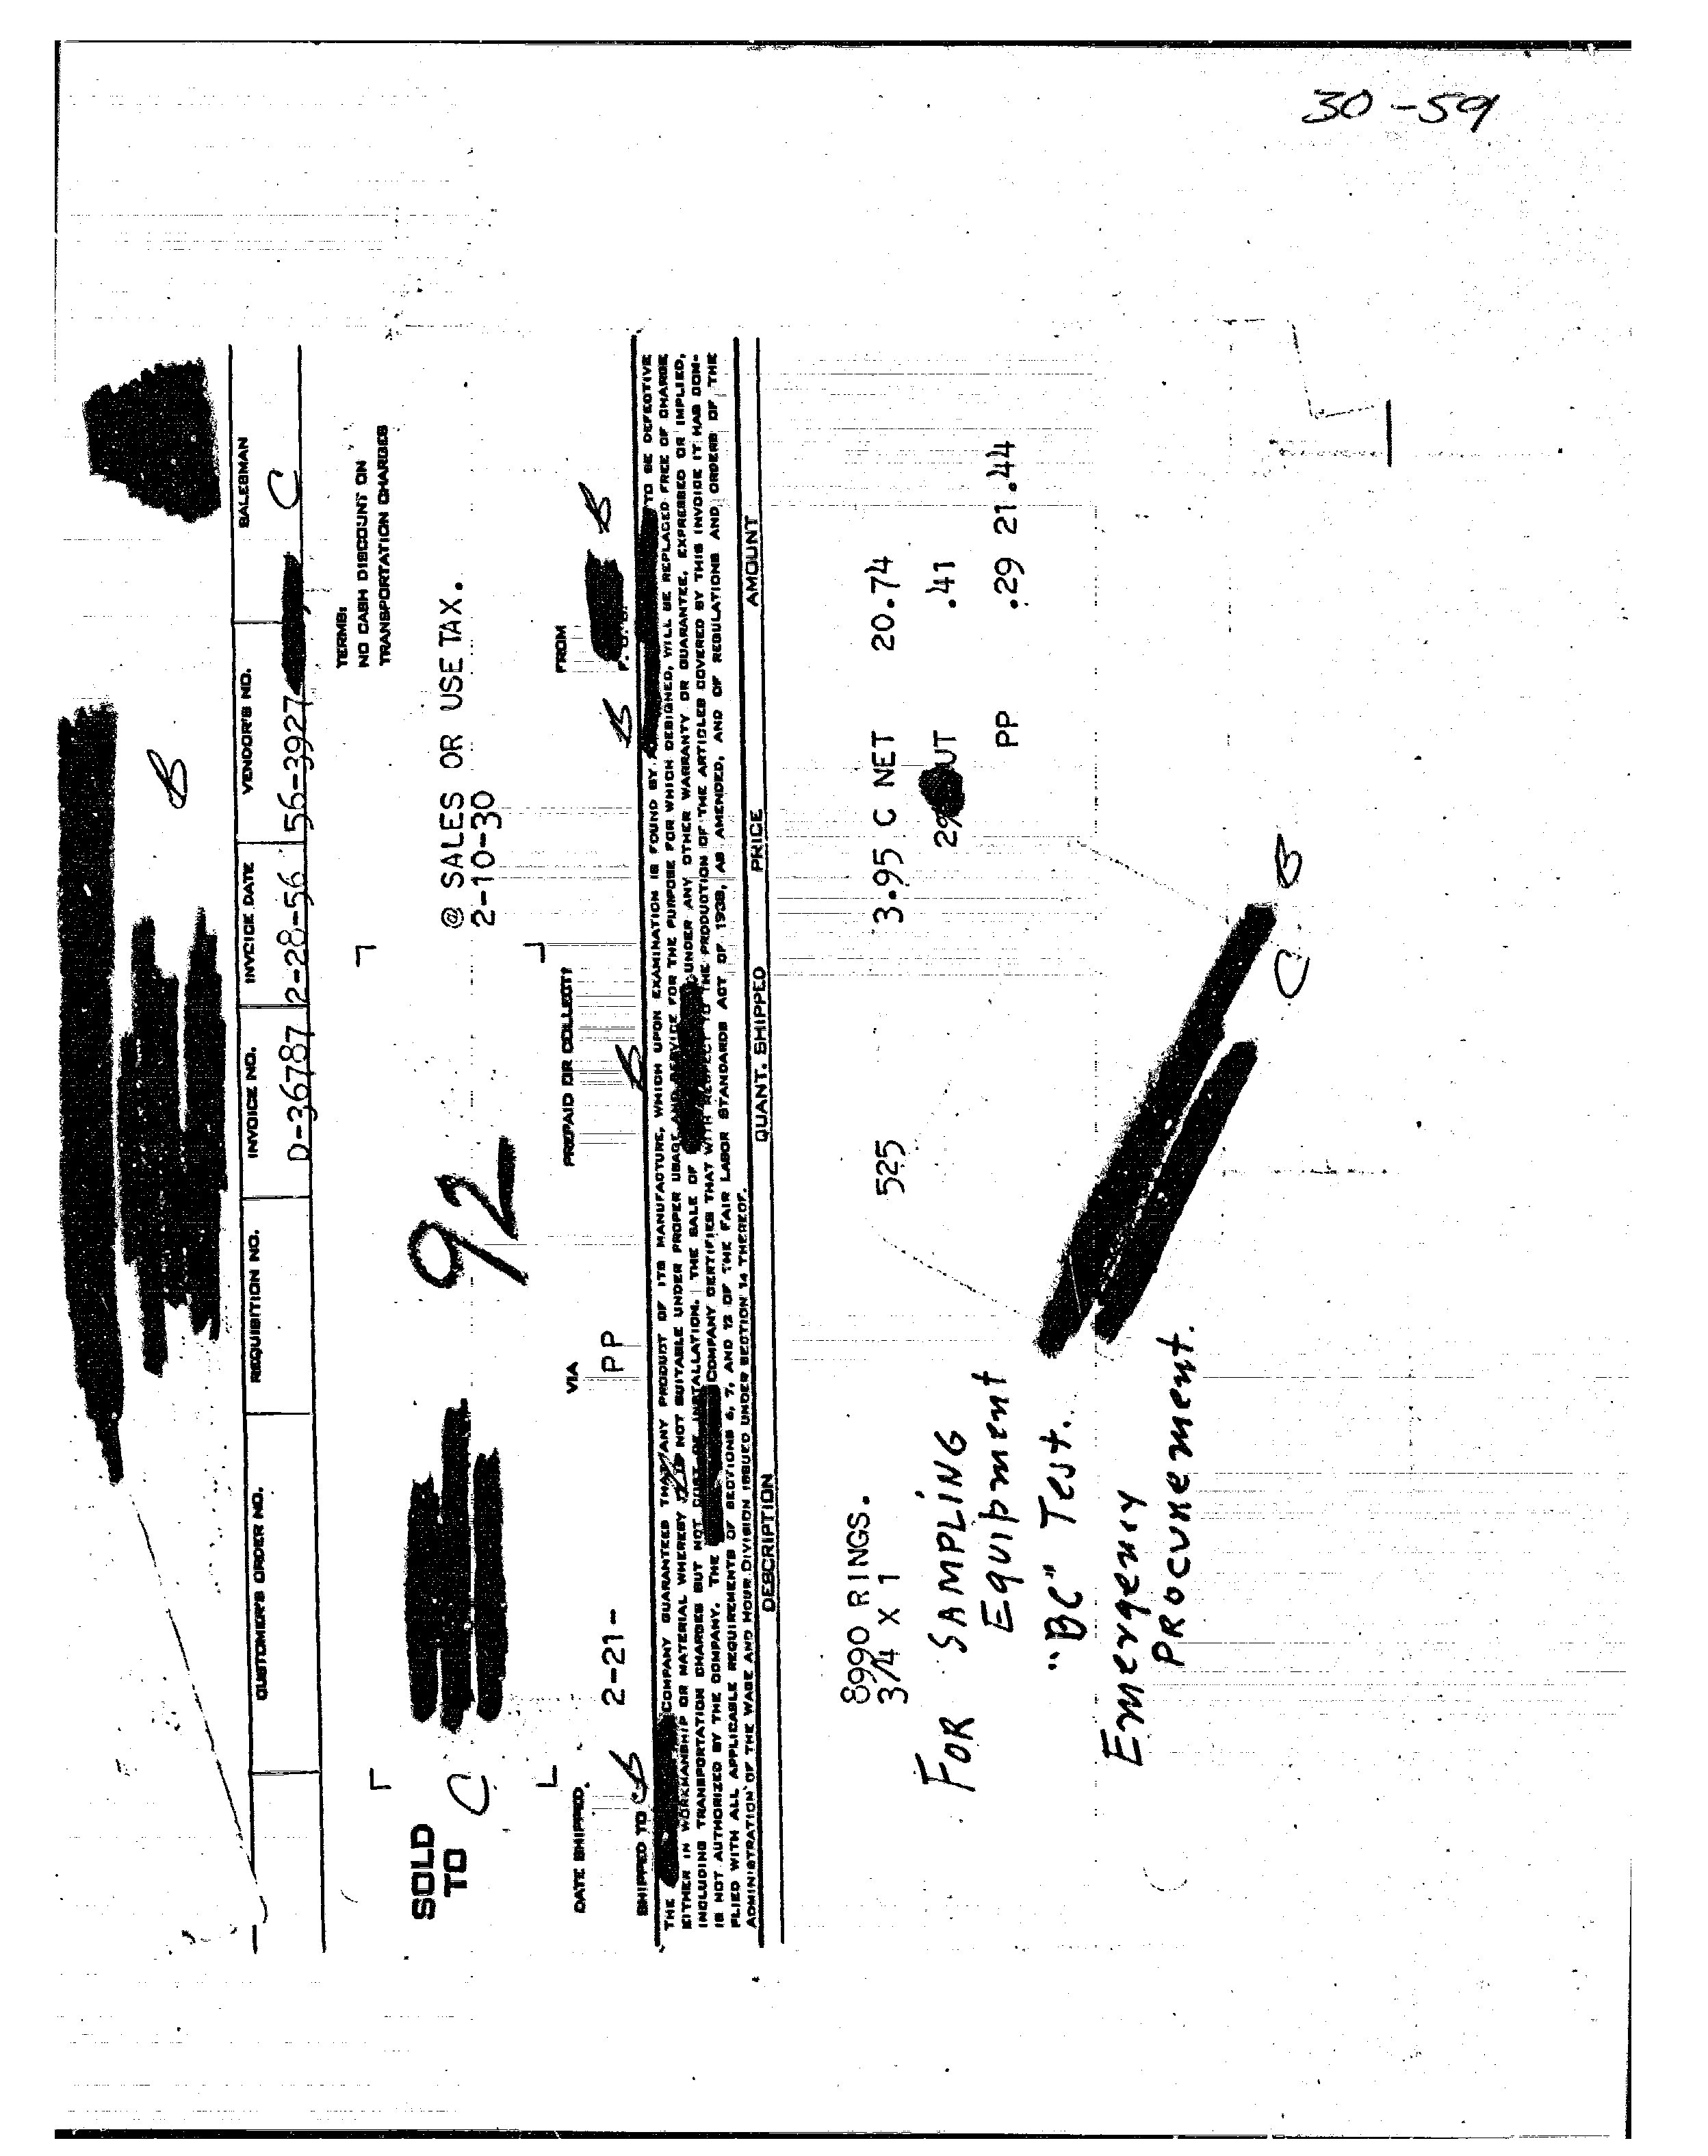 30-59
B
CUSTOMER'S ORDER NO. REQUISITION NO. INVOICE NO. INVOICE DATE VENDOR'S NO. SALESMAN
D-36787 2-28-56 56-3927 C
TERMS:
NO CASH DISCOUNT ON
TRANSPORTATION CHARGES
SOLD
TO
C
92
@ SALES OR USE TAX.
2-10-30
DATE SHIPPED VIA PREPAID OR COLLECT? FROM
2-21- PP B B
SHIPPED TO B B
THE COMPANY GUARANTEES THAT ANY PRODUCT OF ITS MANUFACTURE, WHICH UPON EXAMINATION IS FOUND BY TO BE DEFECTIVE
EITHER IN WORKMANSHIP OR MATERIAL WHEREBY IT IS NOT SUITABLE UNDER PROPER USAGE AND SERVICE FOR THE PURPOSE FOR WHICH DESIGNED, WILL BE REPLACED FREE OF CHARGE
INCLUDING TRANSPORTATION CHARGES BUT NOT COST OF INSTALLATION. THE SALE OF UNDER ANY OTHER WARRANTY OR GUARANTEE, EXPRESSED OR IMPLIED,
IS NOT AUTHORIZED BY THE COMPANY. THE COMPANY CERTIFIES THAT WITH RESPECT TO THE PRODUCTION OF THE ARTICLES COVERED BY THIS INVOICE IT HAS COM-
PLIED WITH ALL APPLICABLE REQUIREMENTS OF SECTIONS 6, 7, AND 12 OF THE FAIR LABOR STANDARDS ACT OF 1938, AS AMENDED, AND OF REGULATIONS AND ORDERS OF THE
ADMINISTRATION OF THE WAGE AND HOUR DIVISION ISSUED UNDER SECTION 14 THEREOF.
DESCRIPTION QUANT. SHIPPED PRICE AMOUNT
8990 RINGS.
3/4 X 1 525 3.95 C NET 20.74
2% UT .41
PP .29 21.44
FOR SAMPLING
Equipment
"BC" Test.
Emergency
PROCUREMENT.
C B